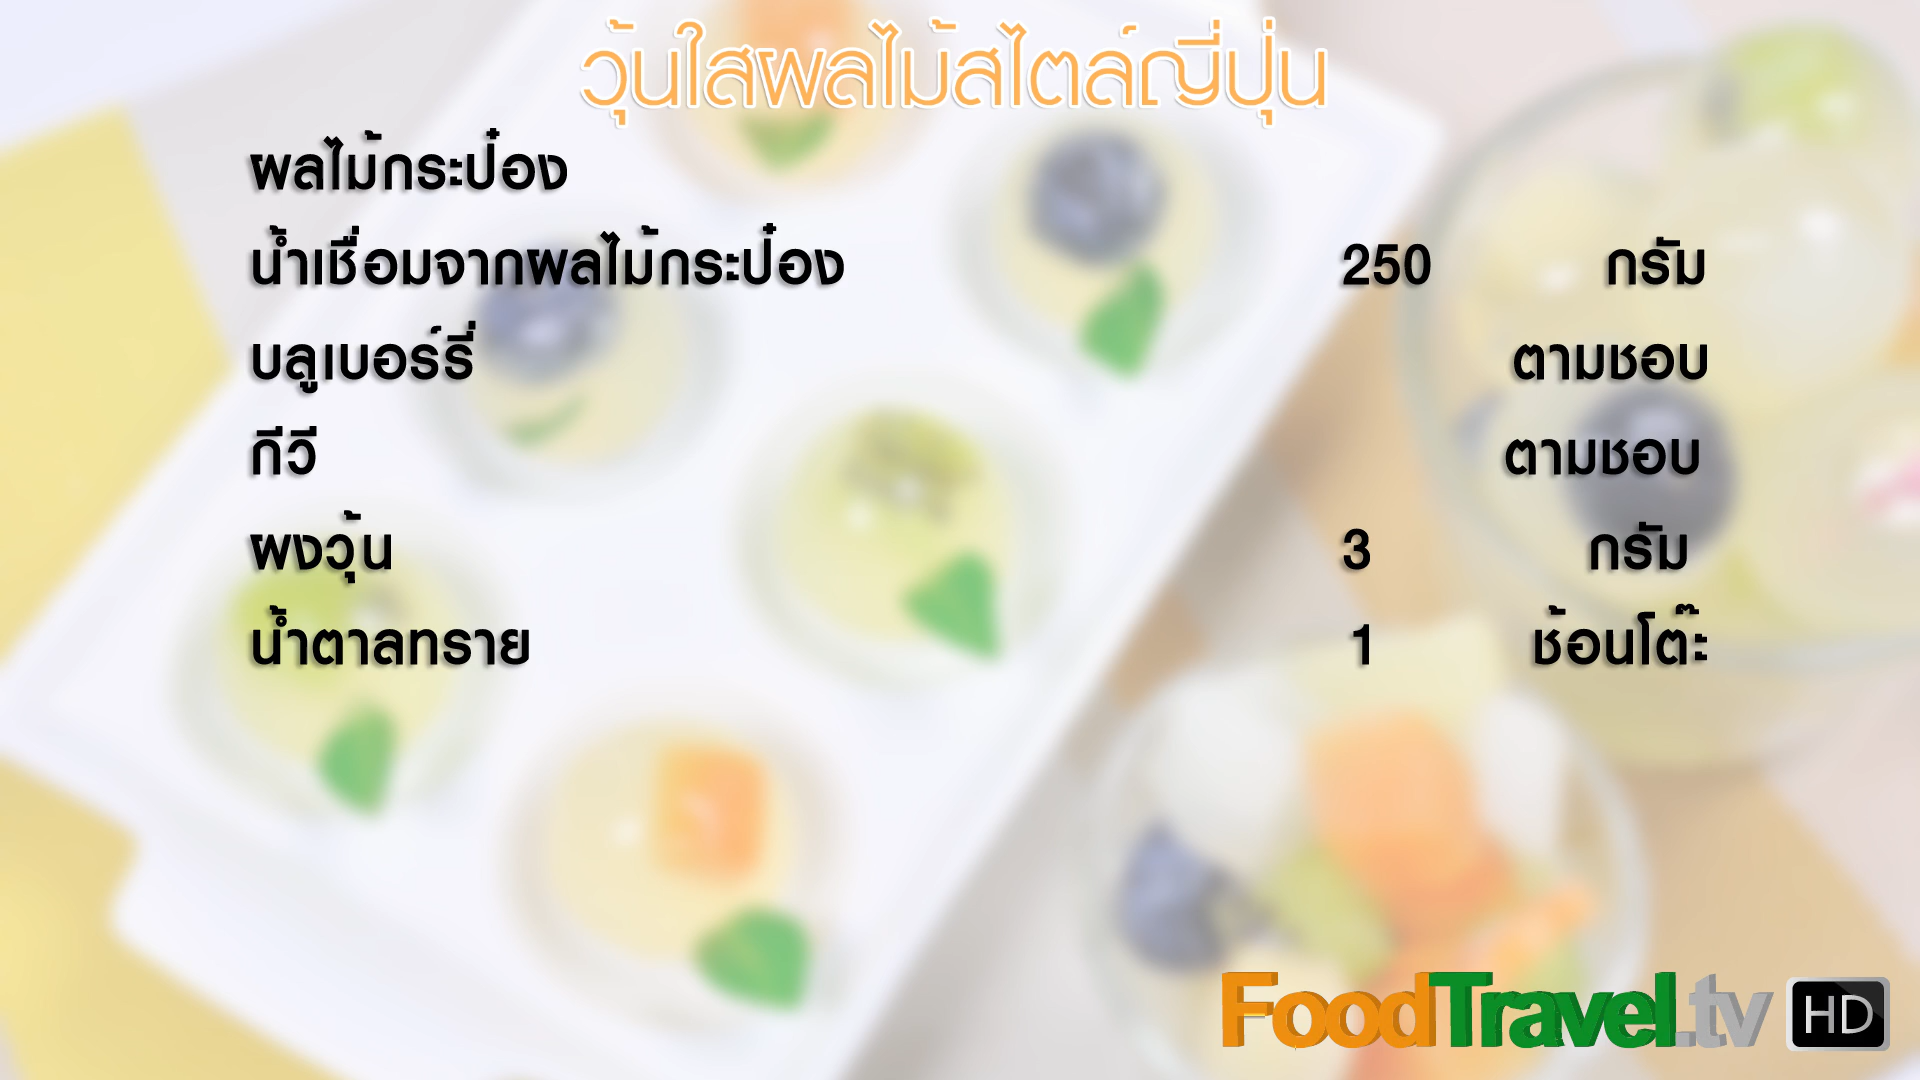 วุ้นใสผลไม้สไตล์ญี่ปุ่น
ผลไม้กระป๋อง
น้ำเชื่อมจากผลไม้กระป๋อง 250 กรัม
บลูเบอร์รี่ ตามชอบ
กีวี ตามชอบ
ผงวุ้น 3 กรัม
น้ำตาลทราย 1 ช้อนโต๊ะ
FoodTravel.tv HD